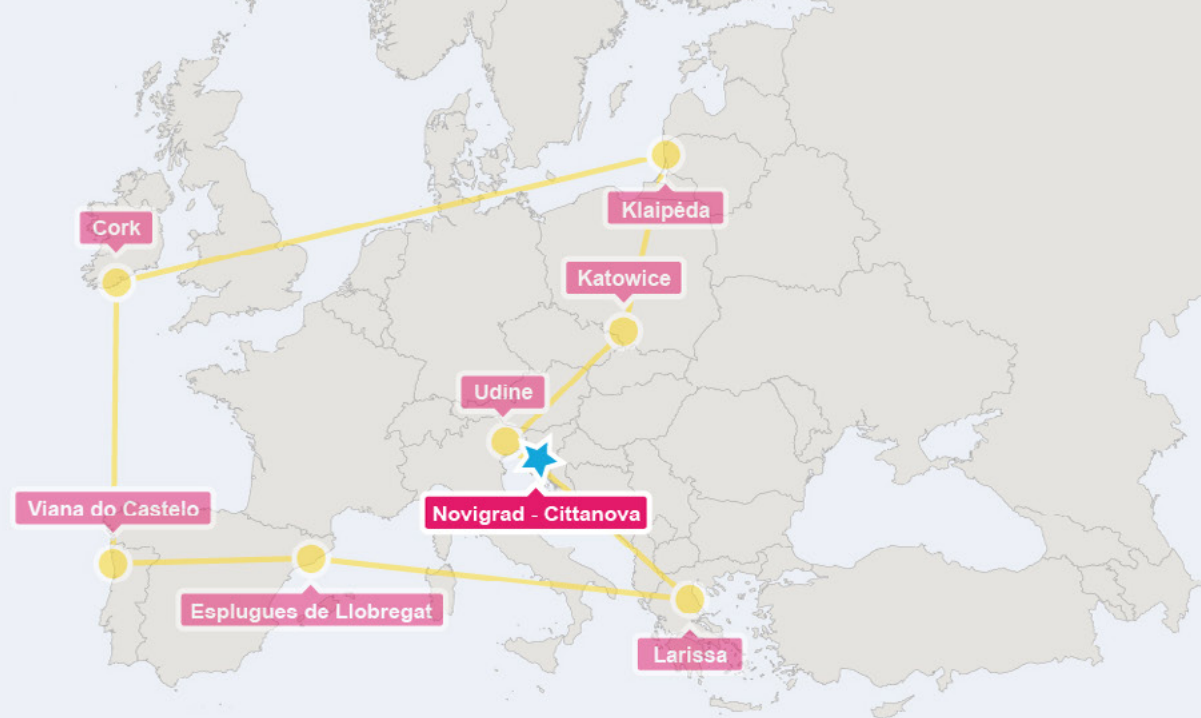 Klaipėda
Cork
Katowice
Udine
Viana do Castelo
Novigrad - Cittanova
Esplugues de Llobregat
Larissa